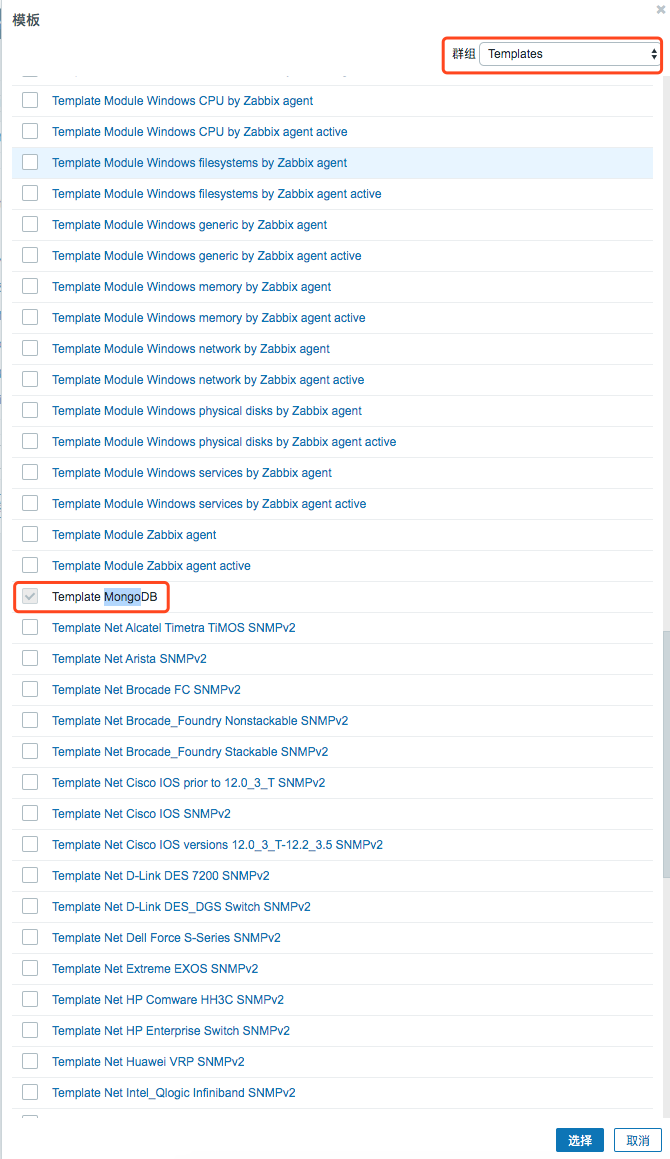 模板
群组 Templates
Template Module Windows CPU by Zabbix agent
Template Module Windows CPU by Zabbix agent active
Template Module Windows filesystems by Zabbix agent
Template Module Windows filesystems by Zabbix agent active
Template Module Windows generic by Zabbix agent
Template Module Windows generic by Zabbix agent active
Template Module Windows memory by Zabbix agent
Template Module Windows memory by Zabbix agent active
Template Module Windows network by Zabbix agent
Template Module Windows network by Zabbix agent active
Template Module Windows physical disks by Zabbix agent
Template Module Windows physical disks by Zabbix agent active
Template Module Windows services by Zabbix agent
Template Module Windows services by Zabbix agent active
Template Module Zabbix agent
Template Module Zabbix agent active
Template MongoDB
Template Net Alcatel Timetra TiMOS SNMPv2
Template Net Arista SNMPv2
Template Net Brocade FC SNMPv2
Template Net Brocade_Foundry Nonstackable SNMPv2
Template Net Brocade_Foundry Stackable SNMPv2
Template Net Cisco IOS prior to 12.0_3_T SNMPv2
Template Net Cisco IOS SNMPv2
Template Net Cisco IOS versions 12.0_3_T-12.2_3.5 SNMPv2
Template Net D-Link DES 7200 SNMPv2
Template Net D-Link DES_DGS Switch SNMPv2
Template Net Dell Force S-Series SNMPv2
Template Net Extreme EXOS SNMPv2
Template Net HP Comware HH3C SNMPv2
Template Net HP Enterprise Switch SNMPv2
Template Net Huawei VRP SNMPv2
Template Net Intel_Qlogic Infiniband SNMPv2
选择 取消